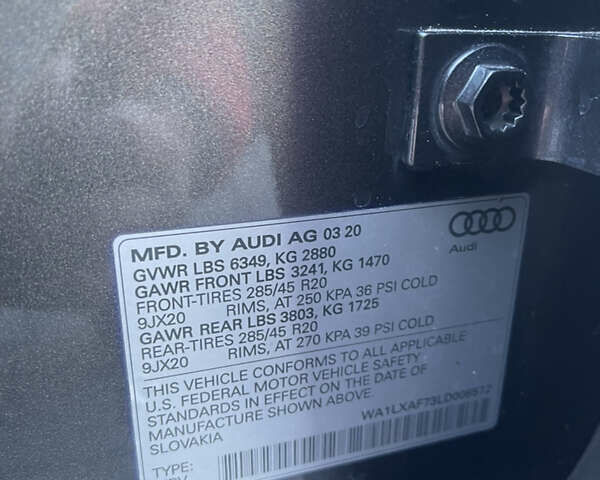 MFD. BY AUDI AG 03 20
GVWR LBS 6349, KG 2880
GAWR FRONT LBS 3241, KG 1470
FRONT-TIRES 285/45 R20
9JX20 RIMS, AT 250 KPA 36 PSI COLD
GAWR REAR LBS 3803, KG 1725
REAR-TIRES 285/45 R20
9JX20 RIMS, AT 270 KPA 39 PSI COLD
THIS VEHICLE CONFORMS TO ALL APPLICABLE
U.S. FEDERAL MOTOR VEHICLE SAFETY
STANDARDS IN EFFECT ON THE DATE OF
MANUFACTURE SHOWN ABOVE.
SLOVAKIA
TYPE:
Audi